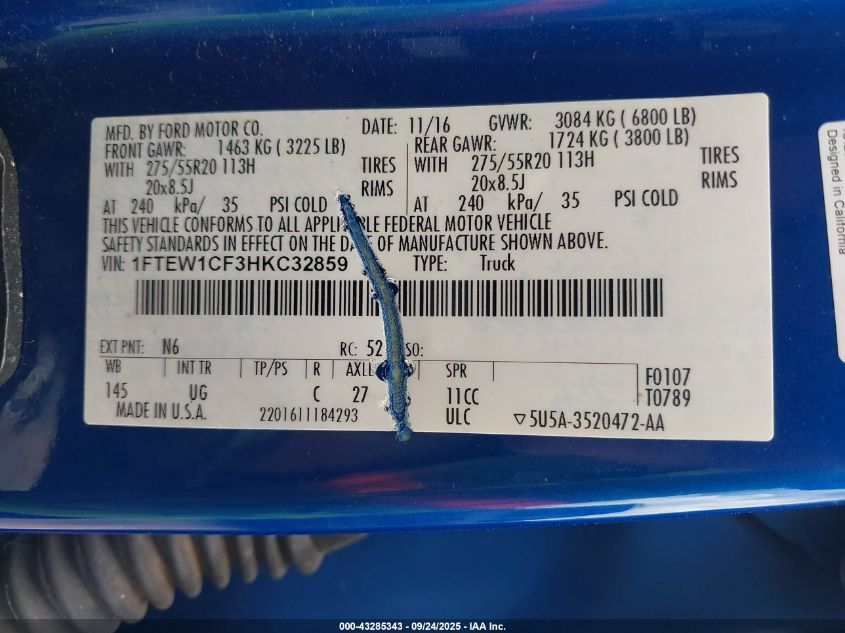 MFD. BY FORD MOTOR CO. DATE: 11/16 GVWR: 3084 KG ( 6800 LB)
FRONT GAWR: 1463 KG ( 3225 LB) REAR GAWR: 1724 KG ( 3800 LB)
WITH 275/55R20 113H TIRES WITH 275/55R20 113H TIRES
20x8.5J RIMS 20x8.5J RIMS
AT 240 kPa/ 35 PSI COLD AT 240 kPa/ 35 PSI COLD
THIS VEHICLE CONFORMS TO ALL FEDERAL MOTOR VEHICLE
SAFETY STANDARDS IN EFFECT ON THE OF MANUFACTURE SHOWN ABOVE.
VIN: 1FTEW1CF3HKC32859 TYPE: Truck
EXT PNT: N6 RC: 52 SO:
WB INT TR TP/PS R AXL SPR F0107
145 UG C 27 11CC T0789
MADE IN U.S.A. 2201611184293 ULC ▽5U5A-3520472-AA
Designed in California
000-43285343 - 09/24/2025 - IAA Inc.